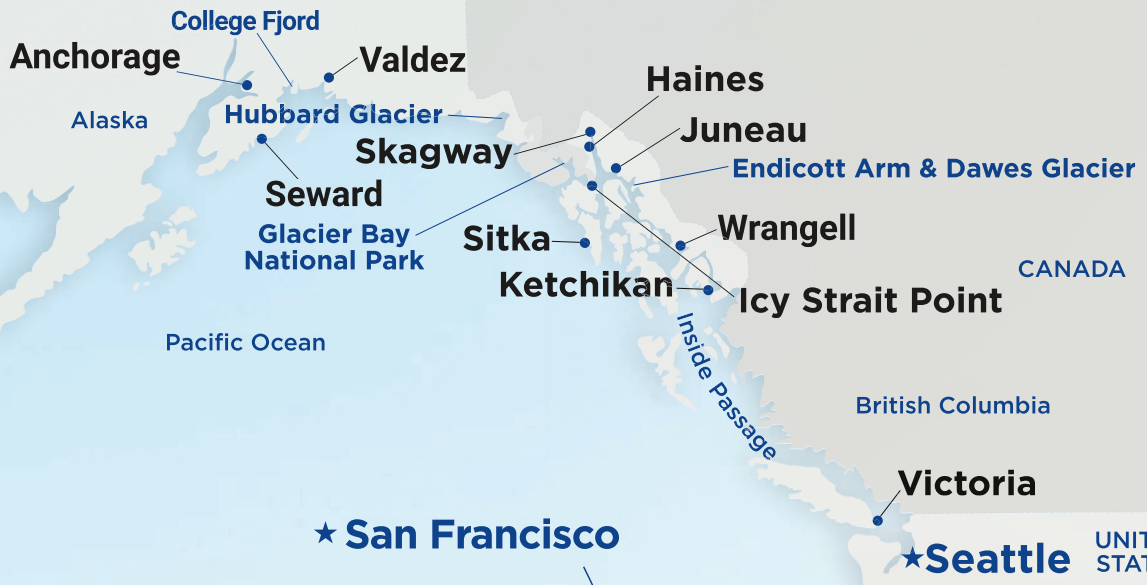 College Fjord
Anchorage
Valdez
Haines
Alaska
Hubbard Glacier
Juneau
Skagway
Endicott Arm & Dawes Glacier
Seward
Glacier Bay
National Park
Sitka
Wrangell
CANADA
Ketchikan
Icy Strait Point
Pacific Ocean
Inside Passage
British Columbia
Victoria
San Francisco
Seattle